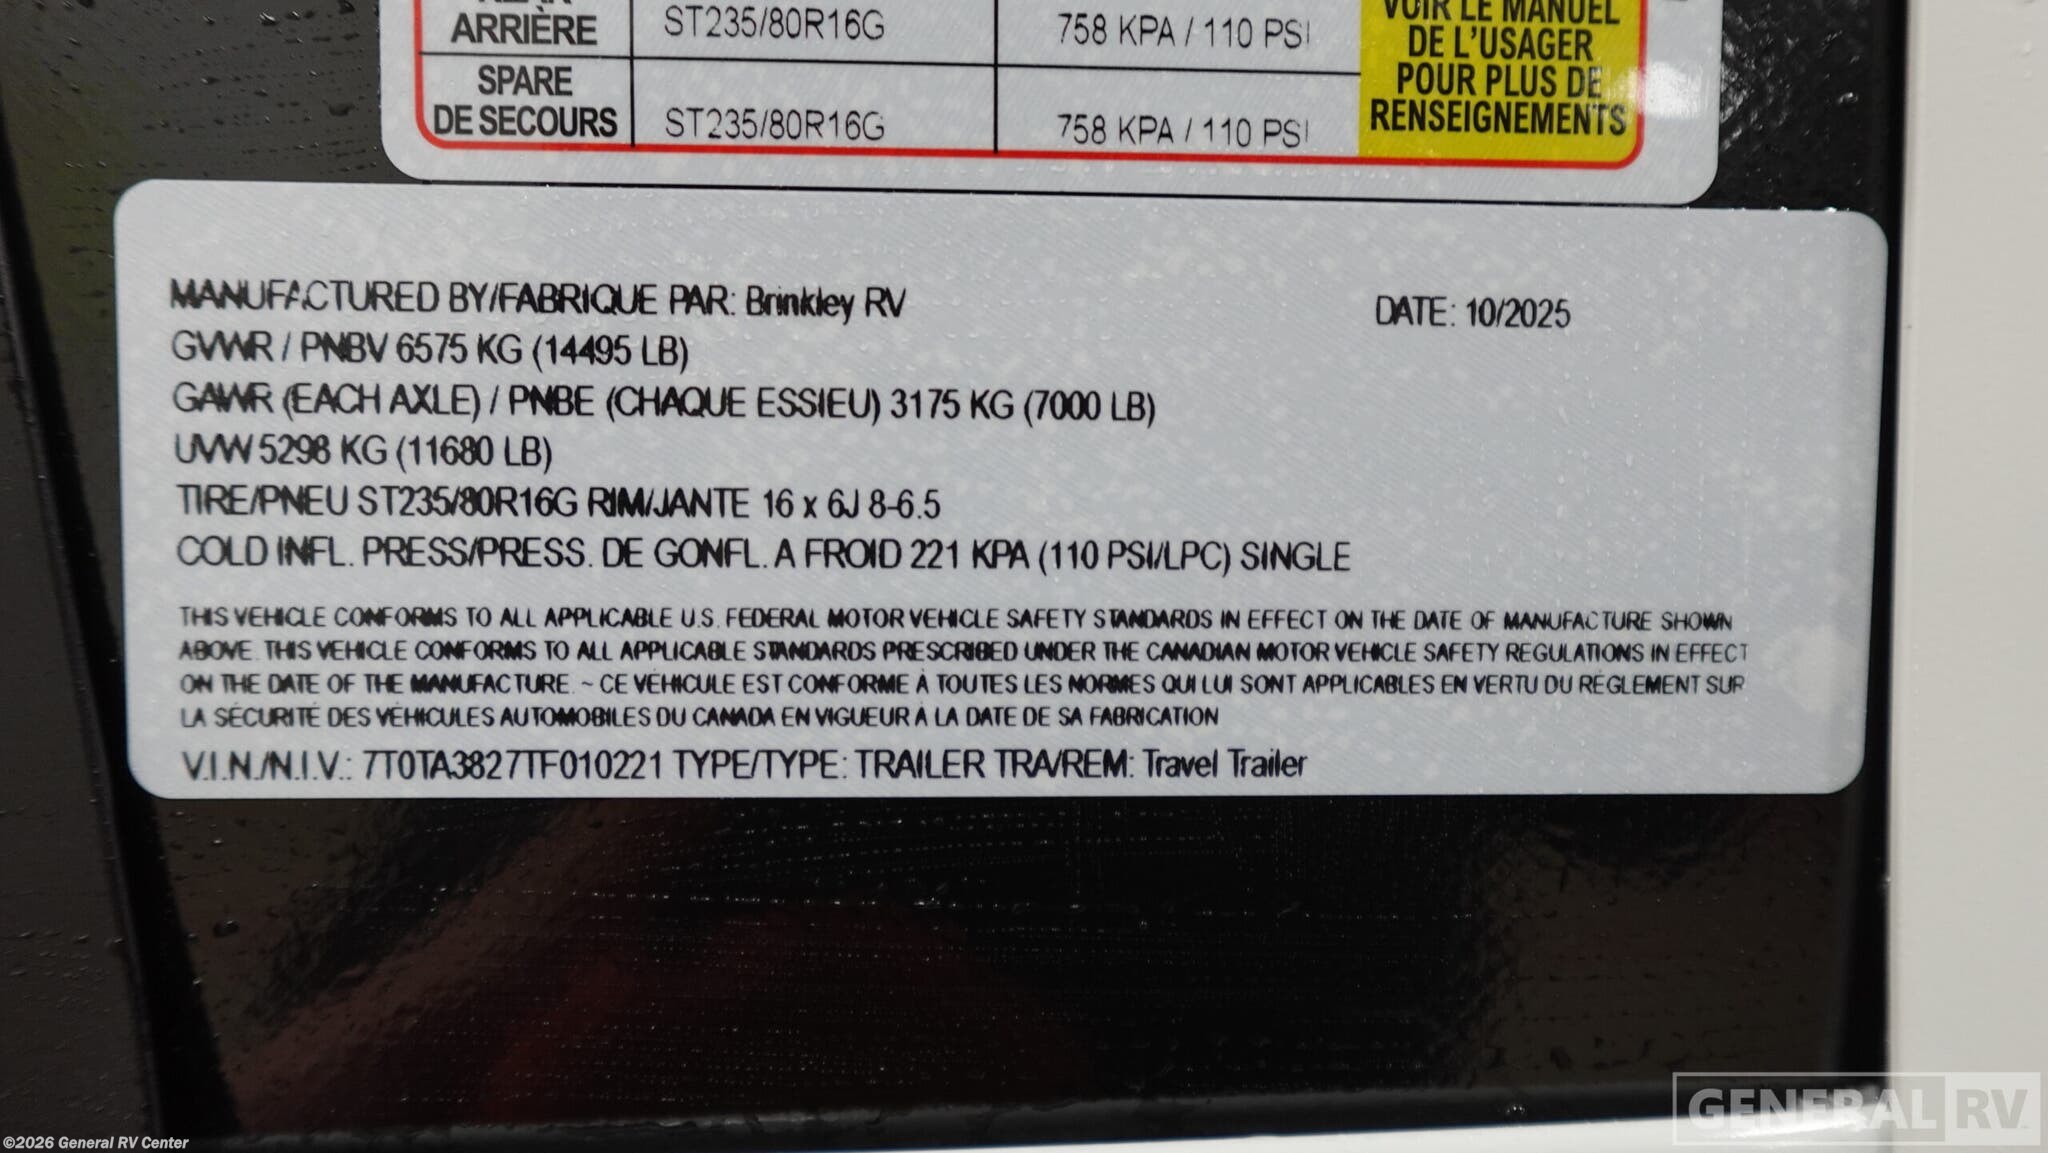 ARRIÈRE ST235/80R16G 758 KPA / 110 PSI
SPARE
DE SECOURS ST235/80R16G 758 KPA / 110 PSI
VOIR LE MANUEL
DE L'USAGER
POUR PLUS DE
RENSEIGNEMENTS
MANUFACTURED BY/FABRIQUE PAR: Brinkley RV DATE: 10/2025
GVWR / PNBV 6575 KG (14495 LB)
GAWR (EACH AXLE) / PNBE (CHAQUE ESSIEU) 3175 KG (7000 LB)
UVW 5298 KG (11680 LB)
TIRE/PNEU ST235/80R16G RIM/JANTE 16 x 6J 8-6.5
COLD INFL. PRESS/PRESS. DE GONFL. A FROID 221 KPA (110 PSI/LPC) SINGLE
THIS VEHICLE CONFORMS TO ALL APPLICABLE U.S. FEDERAL MOTOR VEHICLE SAFETY STANDARDS IN EFFECT ON THE DATE OF MANUFACTURE SHOWN
ABOVE. THIS VEHICLE CONFORMS TO ALL APPLICABLE STANDARDS PRESCRIBED UNDER THE CANADIAN MOTOR VEHICLE SAFETY REGULATIONS IN EFFECT
ON THE DATE OF THE MANUFACTURE. ~ CE VÉHICULE EST CONFORME À TOUTES LES NORMES QUI LUI SONT APPLICABLES EN VERTU DU RÉGLEMENT SUR
LA SÉCURITÉ DES VÉHICULES AUTOMOBILES DU CANADA EN VIGUEUR À LA DATE DE SA FABRICATION
V.I.N./N.I.V.: 7T0TA3827TF010221 TYPE/TYPE: TRAILER TRA/REM: Travel Trailer
GENERAL RV
©2026 General RV Center